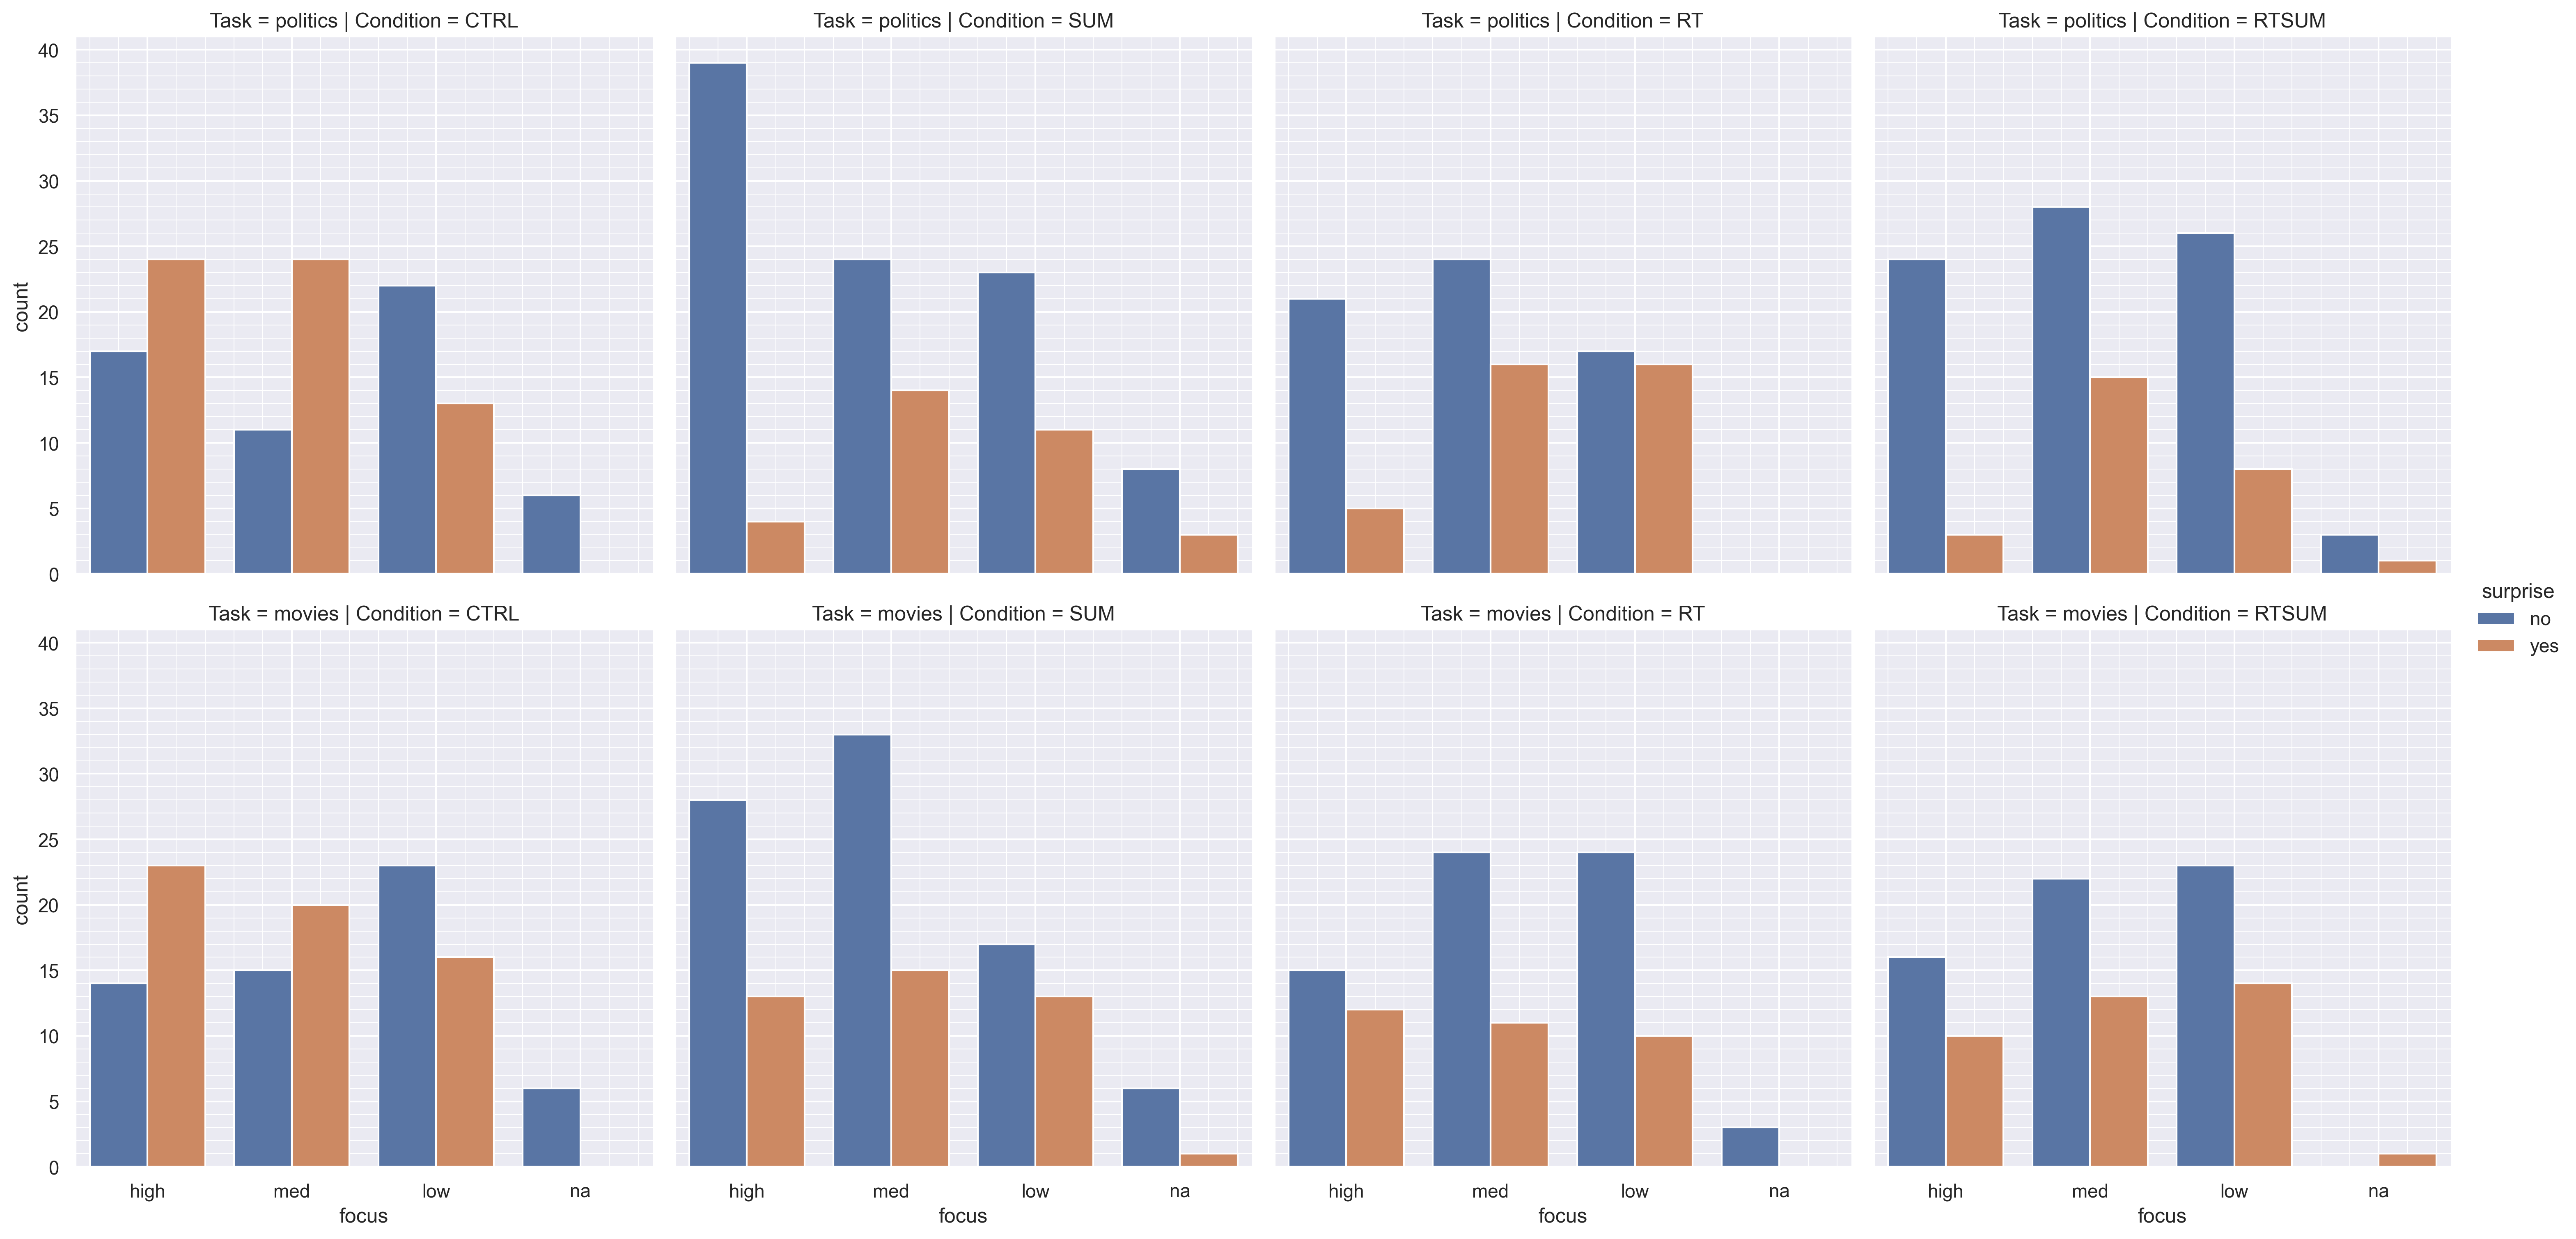 Task = politics | Condition = CTRL
Task = politics | Condition = SUM
Task = politics | Condition = RT
Task = politics | Condition = RTSUM
40
35
30
25
20
15
10
5
0
count
surprise
no
yes
Task = movies | Condition = CTRL
Task = movies | Condition = SUM
Task = movies | Condition = RT
Task = movies | Condition = RTSUM
40
35
30
25
20
15
10
5
0
count
high med low na
high med low na
high med low na
high med low na
focus
focus
focus
focus